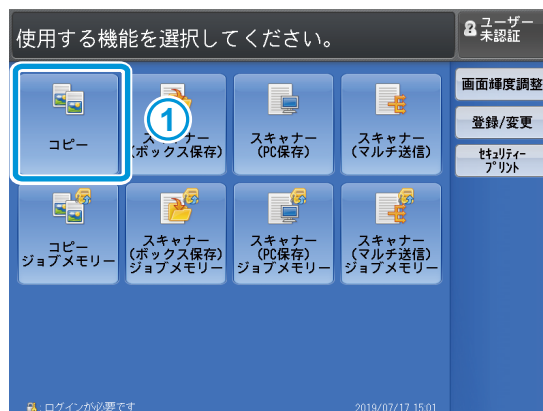 使用する機能を選択してください。
ユーザー
未認証
画面輝度調整
登録/変更
セキュリティー
プリント
①
コピー
(ボックス保存)
スキャナー
(PC保存)
スキャナー
(マルチ送信)
コピー
ジョブメモリー
スキャナー
(ボックス保存)
ジョブメモリー
スキャナー
(PC保存)
ジョブメモリー
スキャナー
(マルチ送信)
ジョブメモリー
:ログインが必要です
2019/07/17 15:01